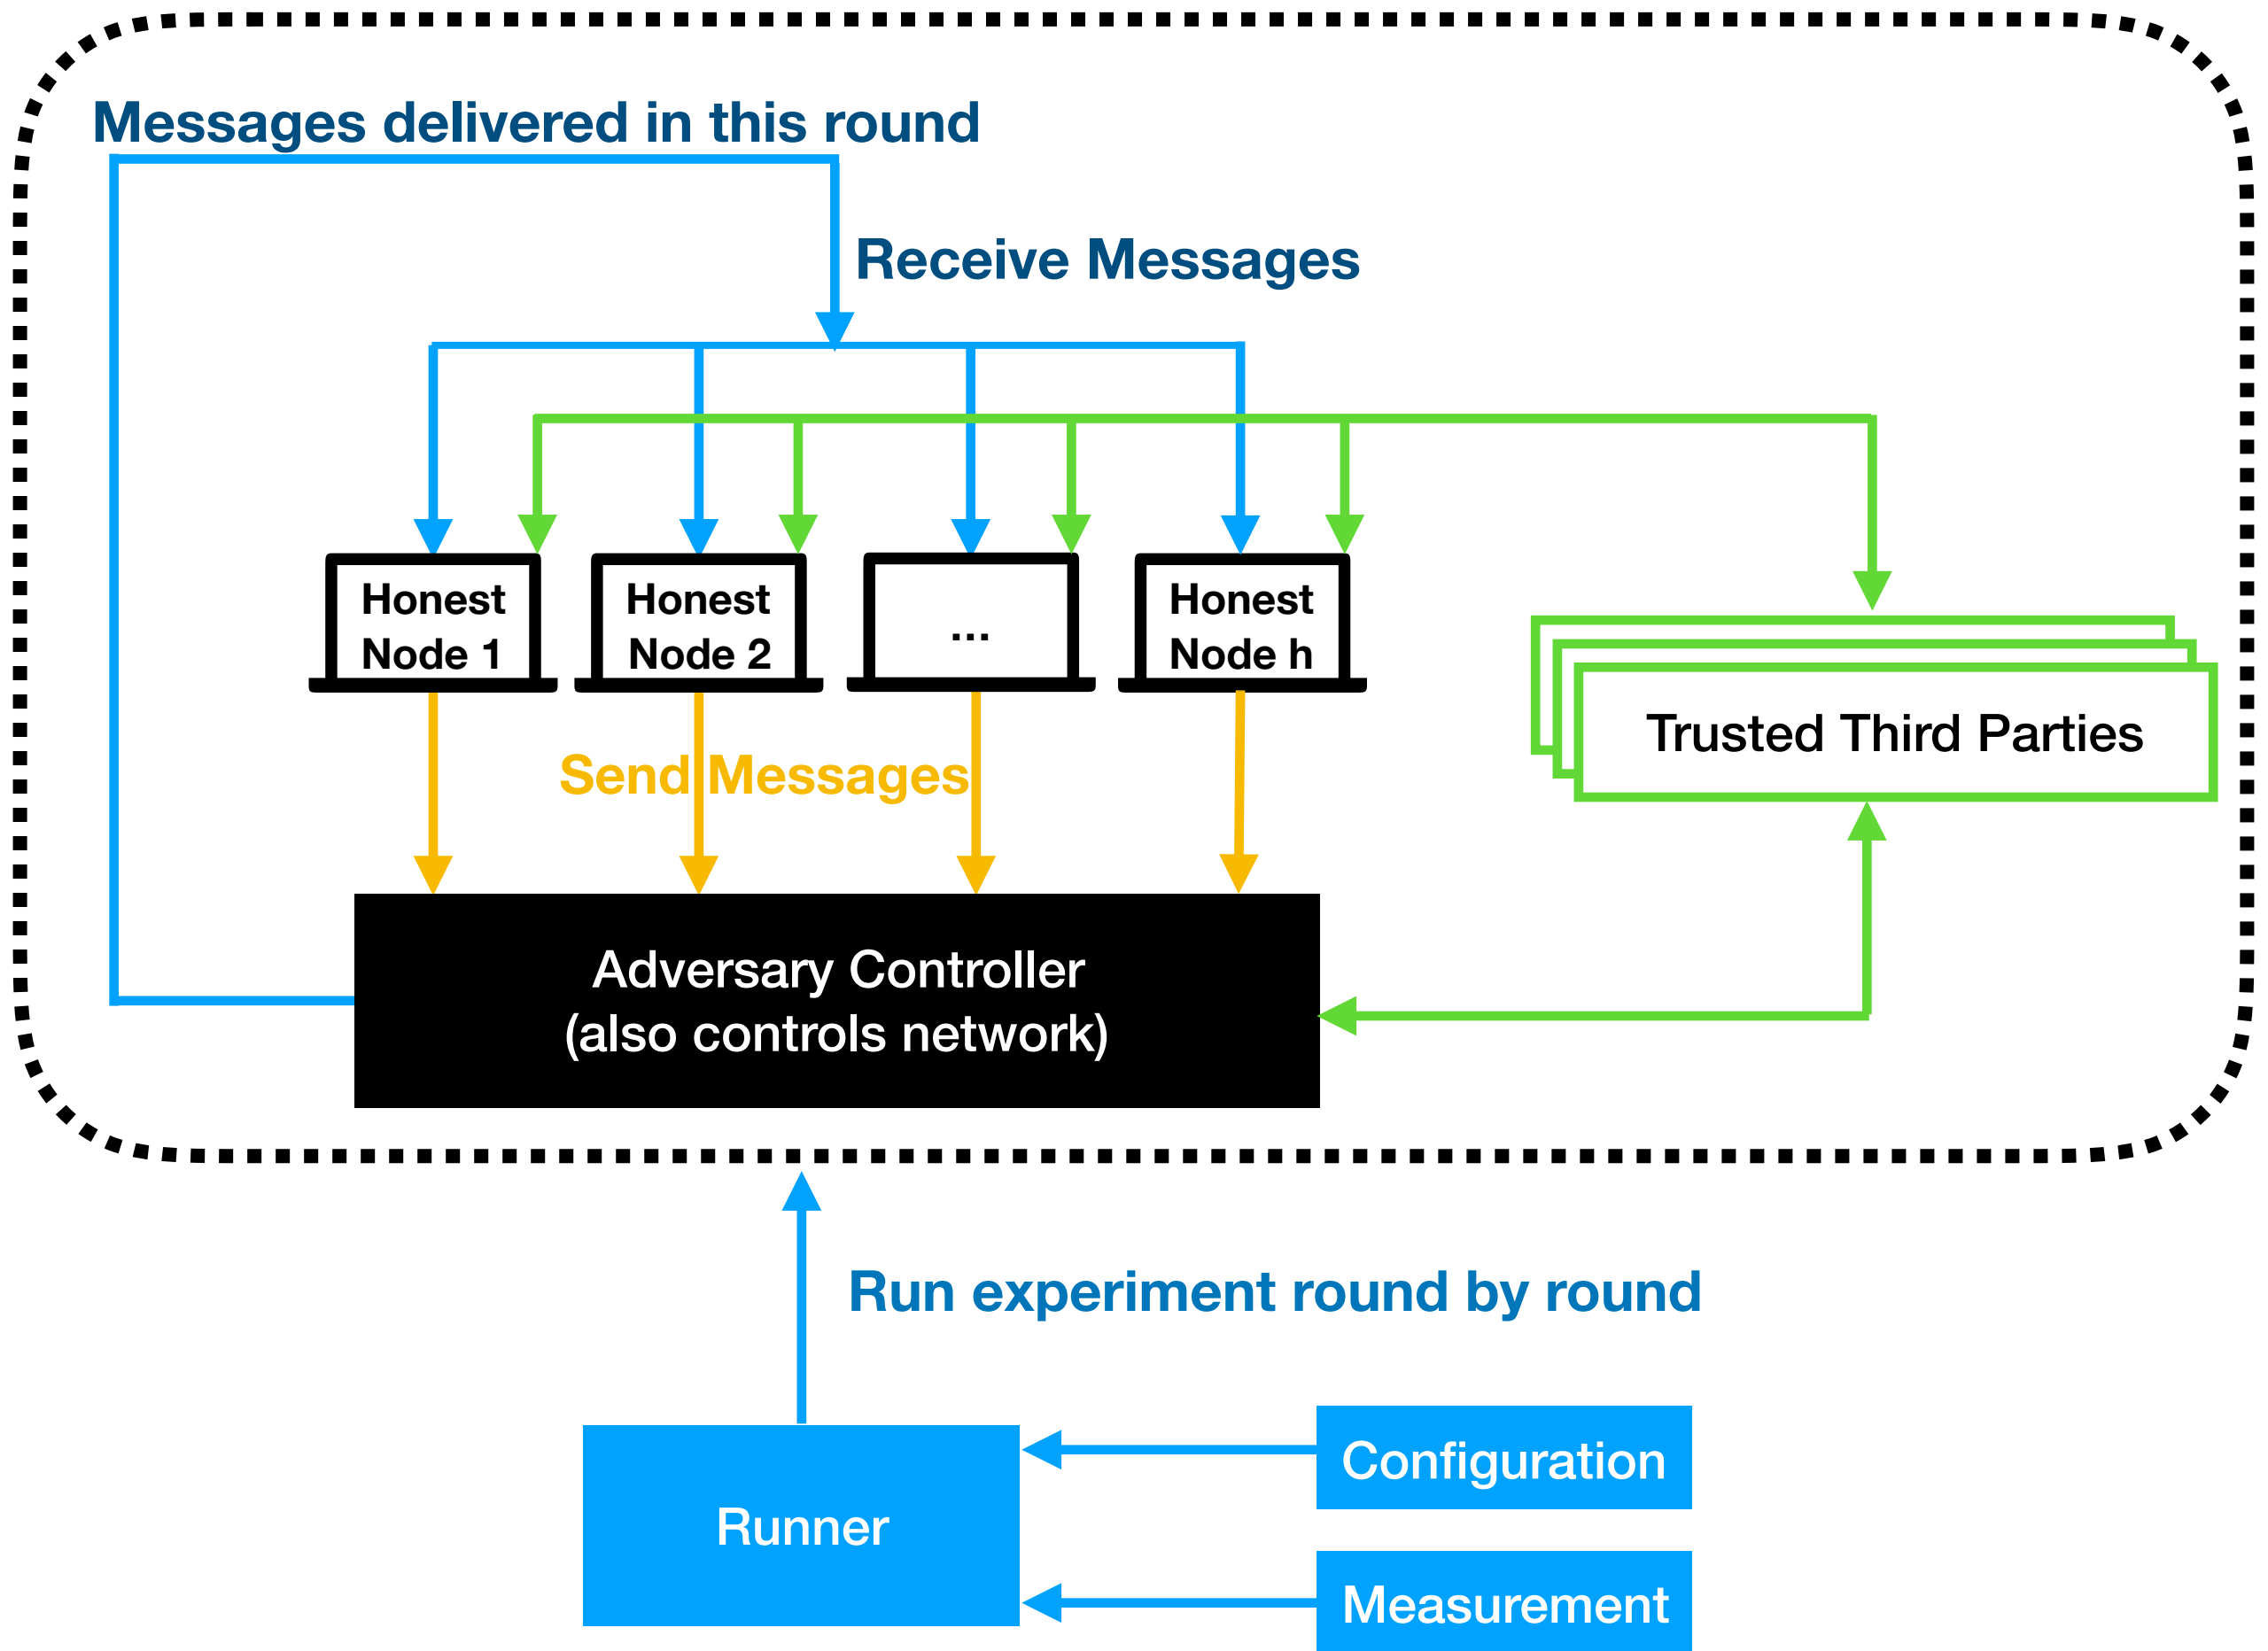 Messages delivered in this round
Receive Messages
Honest
Node 1
Honest
Node 2
...
Honest
Node h
Trusted Third Parties
Send Messages
Adversary Controller
(also controls network)
Run experiment round by round
Configuration
Runner
Measurement